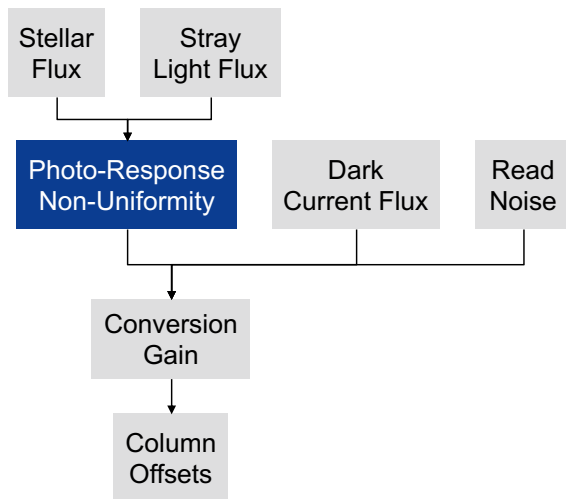 Stellar
Flux
Stray
Light Flux
Photo-Response
Non-Uniformity
Dark
Current Flux
Read
Noise
Conversion
Gain
Column
Offsets